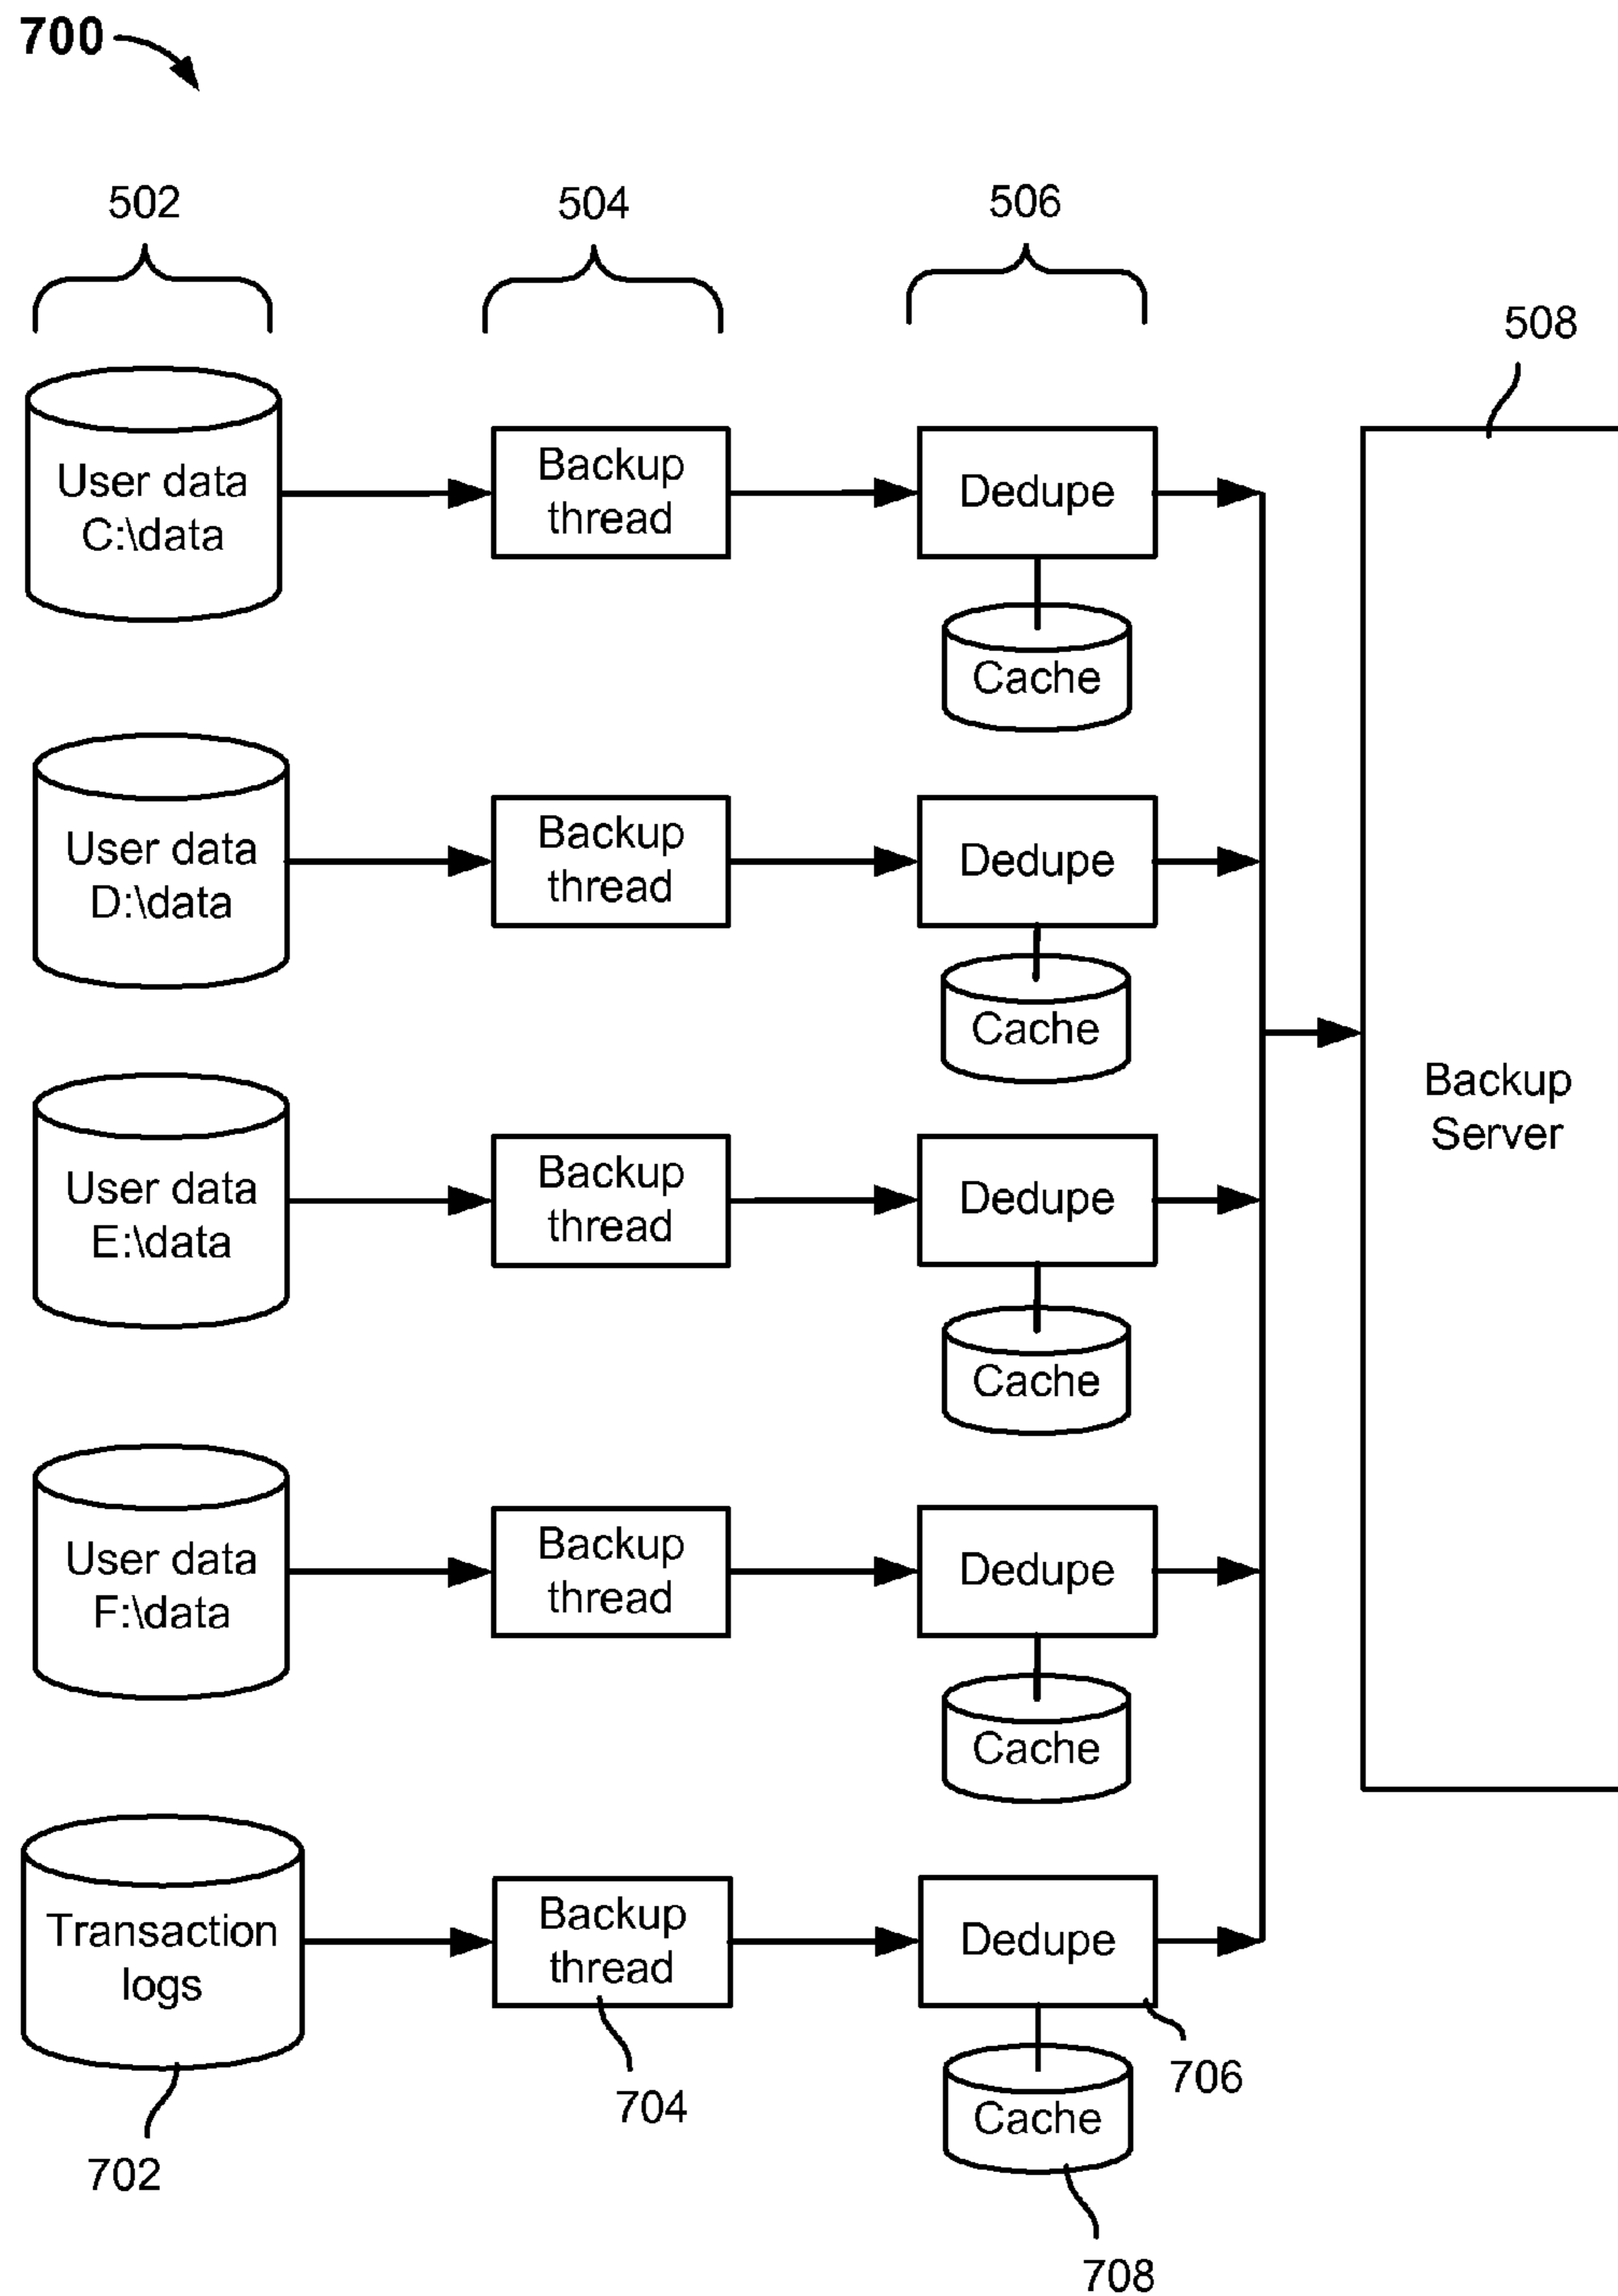 700
502
504
506
508
User data
C:\data
Backup
thread
Dedupe
Cache
User data
D:\data
Backup
thread
Dedupe
Cache
Backup
Server
User data
E:\data
Backup
thread
Dedupe
Cache
User data
F:\data
Backup
thread
Dedupe
Cache
Transaction
logs
Backup
thread
Dedupe
Cache
702
704
706
708